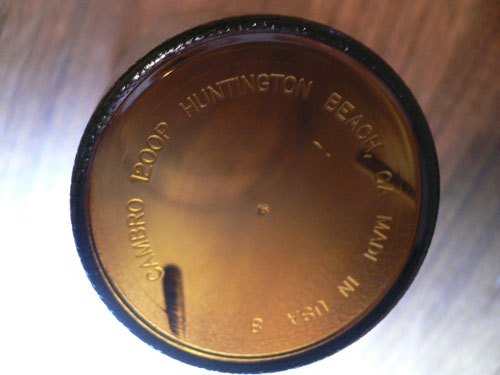 CAMBRO 1200P HUNTINGTON BEACH, CA MADE IN USA 8